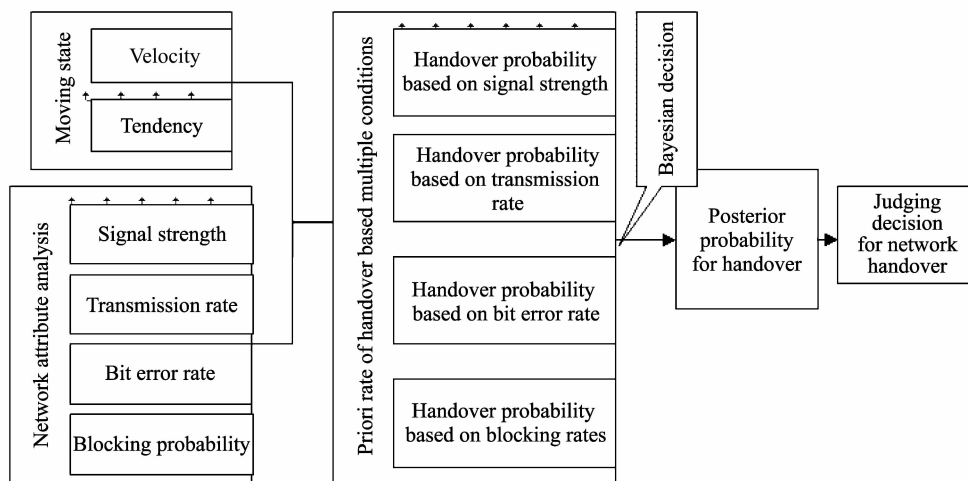 Moving state
Velocity
Tendency
Network attribute analysis
Signal strength
Transmission rate
Bit error rate
Blocking probability
Priori rate of handover based multiple conditions
Handover probability
based on signal strength
Handover probability
based on transmission
rate
Handover probability
based on bit error rate
Handover probability
based on blocking rates
Bayesian decision
Posterior
probability
for handover
Judging
decision
for network
handover